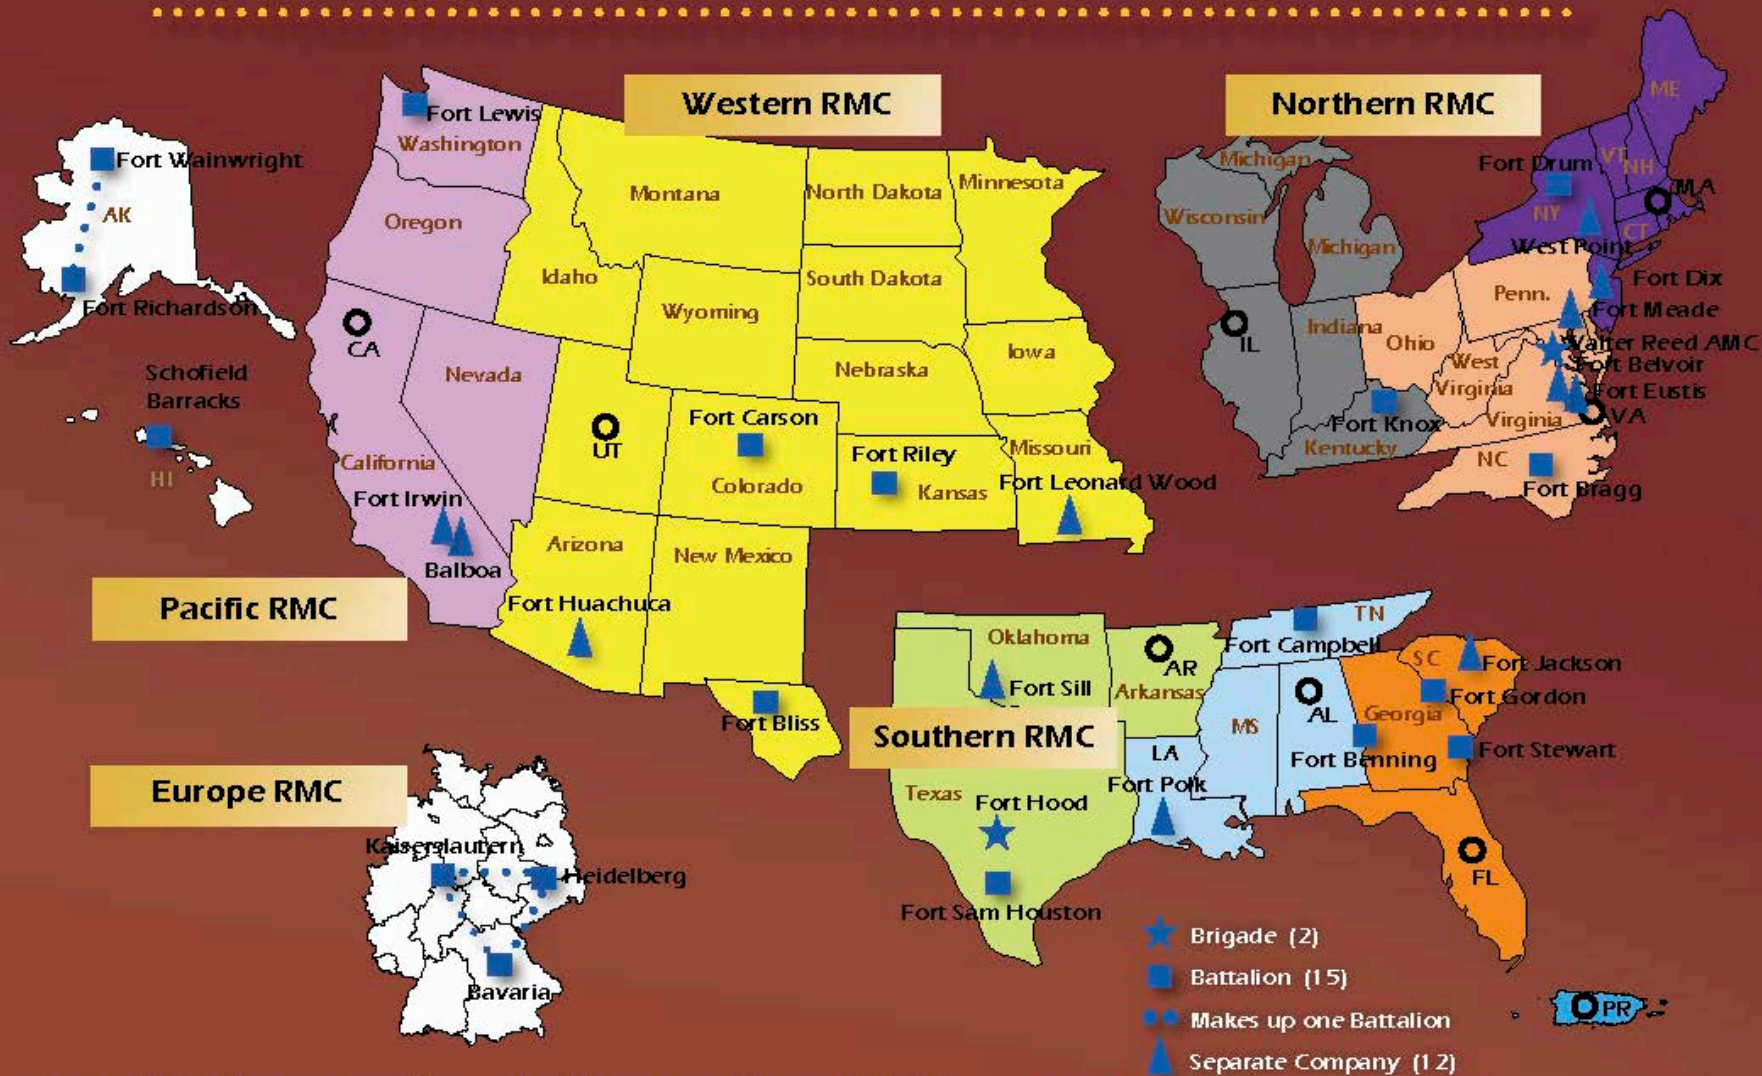 Western RMC
Northern RMC
Fort Lewis
Washington
Oregon
Fort Wainwright
AK
Fort Richardson
Schofield
Barracks
HI
CA
Nevada
California
Fort Irwin
Balboa
Pacific RMC
Montana
North Dakota
Minnesota
Idaho
South Dakota
Wyoming
Iowa
Nebraska
UT
Fort Carson
Colorado
Fort Riley
Kansas
Missouri
Fort Leonard Wood
Arizona
New Mexico
Fort Huachuca
Fort Bliss
Michigan
Wisconsin
Michigan
IL
Indiana
Ohio
Fort Knox
Kentucky
ME
VT
NH
Fort Drum
MA
NY
CT
West Point
Fort Dix
Penn.
Fort Meade
Walter Reed AMC
Fort Belvoir
West
Virginia
Fort Eustis
VA
Virginia
NC
Fort Bragg
Europe RMC
Kaiserslautern
Heidelberg
Bavaria
Southern RMC
Oklahoma
Fort Sill
AR
Arkansas
Texas
Fort Hood
Fort Sam Houston
TN
Fort Campbell
MS
AL
LA
Fort Polk
SC
Fort Jackson
Fort Gordon
Georgia
Fort Benning
Fort Stewart
FL
PR
Brigade (2)
Battalion (15)
Makes up one Battalion
Separate Company (12)